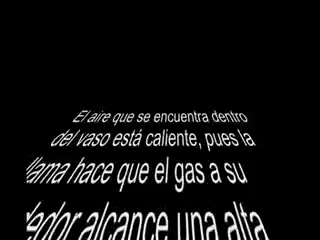 El aire que se encuentra dentro
del vaso está caliente, pues la
llama hace que el gas a su
dedor alcance una alta